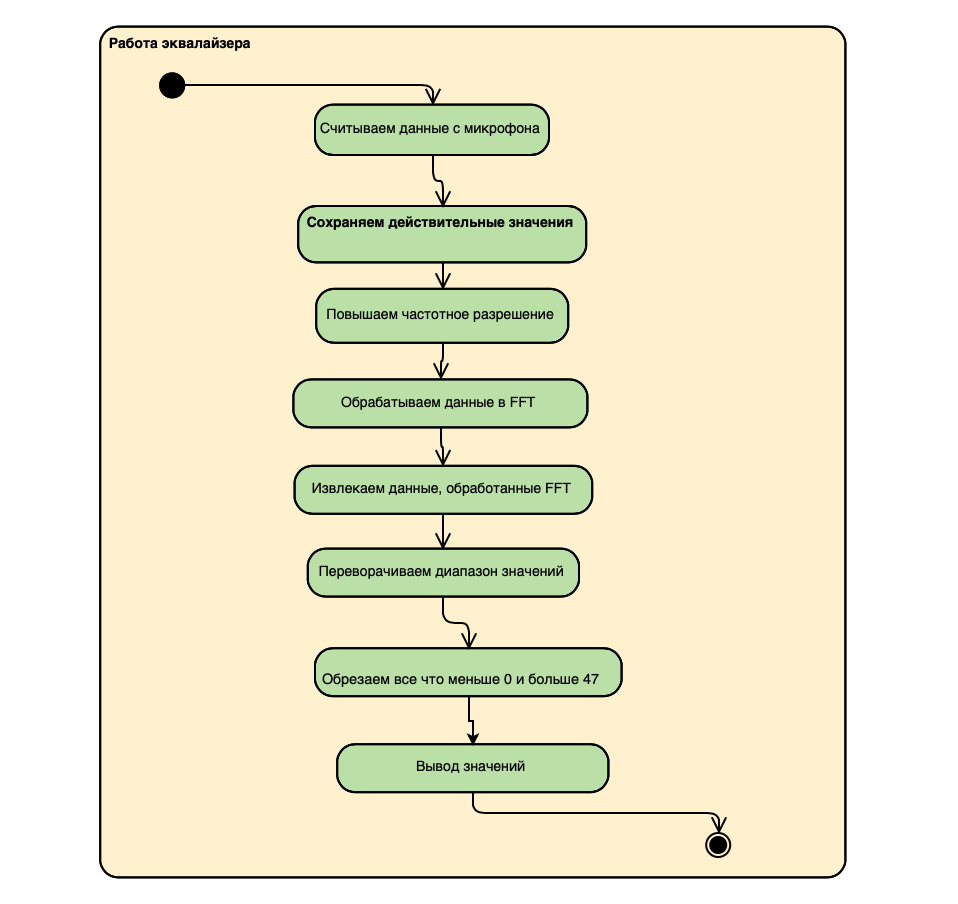 Работа эквалайзера
Считываем данные с микрофона
Сохраняем действительные значения
Повышаем частотное разрешение
Обрабатываем данные в FFT
Извлекаем данные, обработанные FFT
Переворачиваем диапазон значений
Обрезаем все что меньше 0 и больше 47
Вывод значений